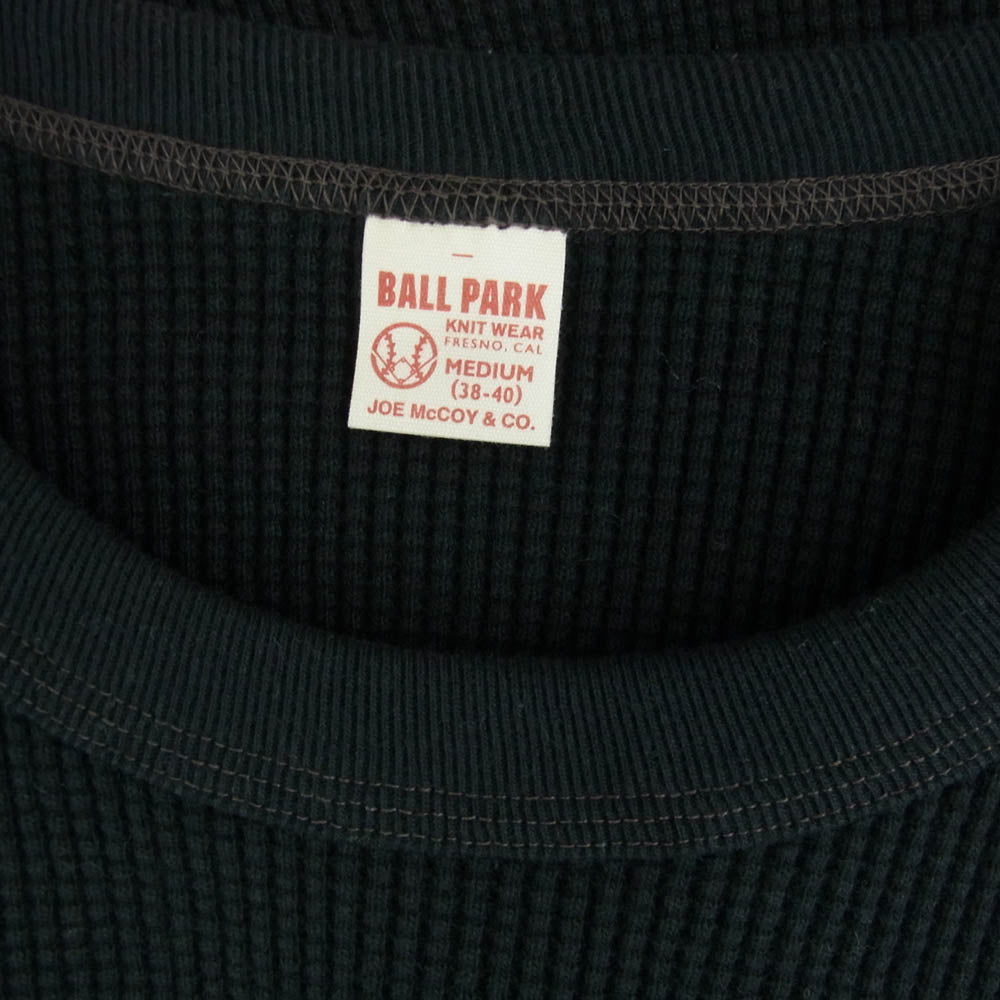 BALL PARK
KNIT WEAR
FRESNO, CAL
MEDIUM
(38-40)
JOE McCOY & CO.